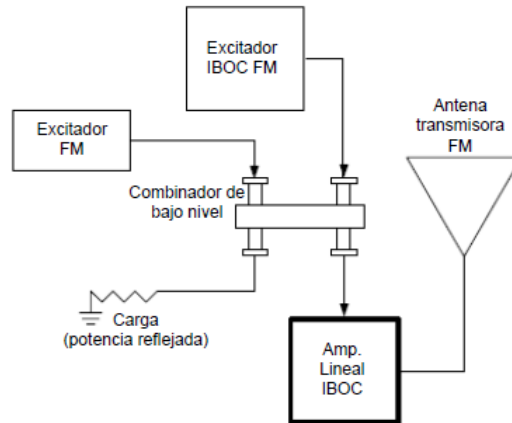 Excitador
IBOC FM
Excitador
FM
Antena
transmisora
FM
Combinador de
bajo nivel
Carga
(potencia reflejada)
Amp.
Lineal
IBOC